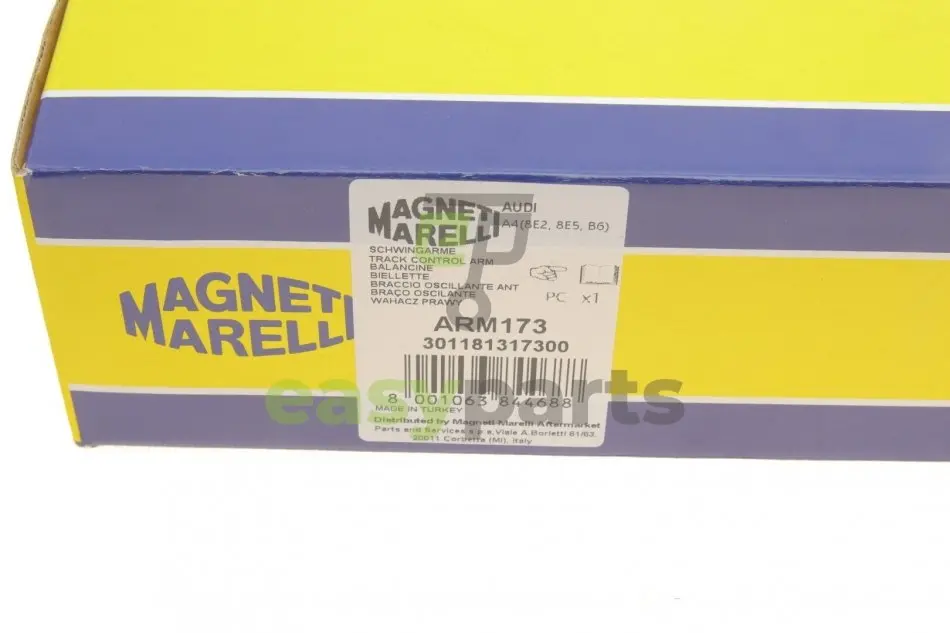 MAGNETI
MARELLI
MAGNETI
MARELLI
AUDI
A4(8E2, 8E5, B6)
SCHWINGARME
TRACK CONTROL ARM
BALANCINE
BIELLETTE
BRACCIO OSCILLANTE ANT
BRAÇO OSCILANTE
WAHACZ PRAWY
PC x1
ARM173
301181317300
8 001063 844688
MADE IN TURKEY
Distributed by Magneti Marelli Aftermarket
Parts and Services s.p.a. Viale A.Borletti 61/63,
20011 Corbetta (MI), Italy
easyparts